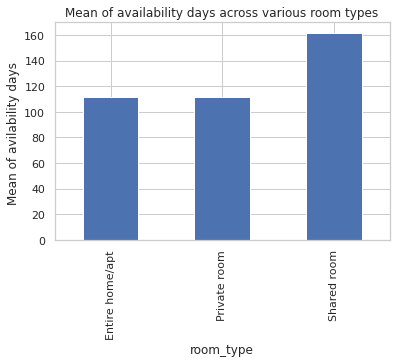 Mean of availability days across various room types
Mean of avilability days
160
140
120
100
80
60
40
20
0
Entire home/apt
Private room
Shared room
room_type